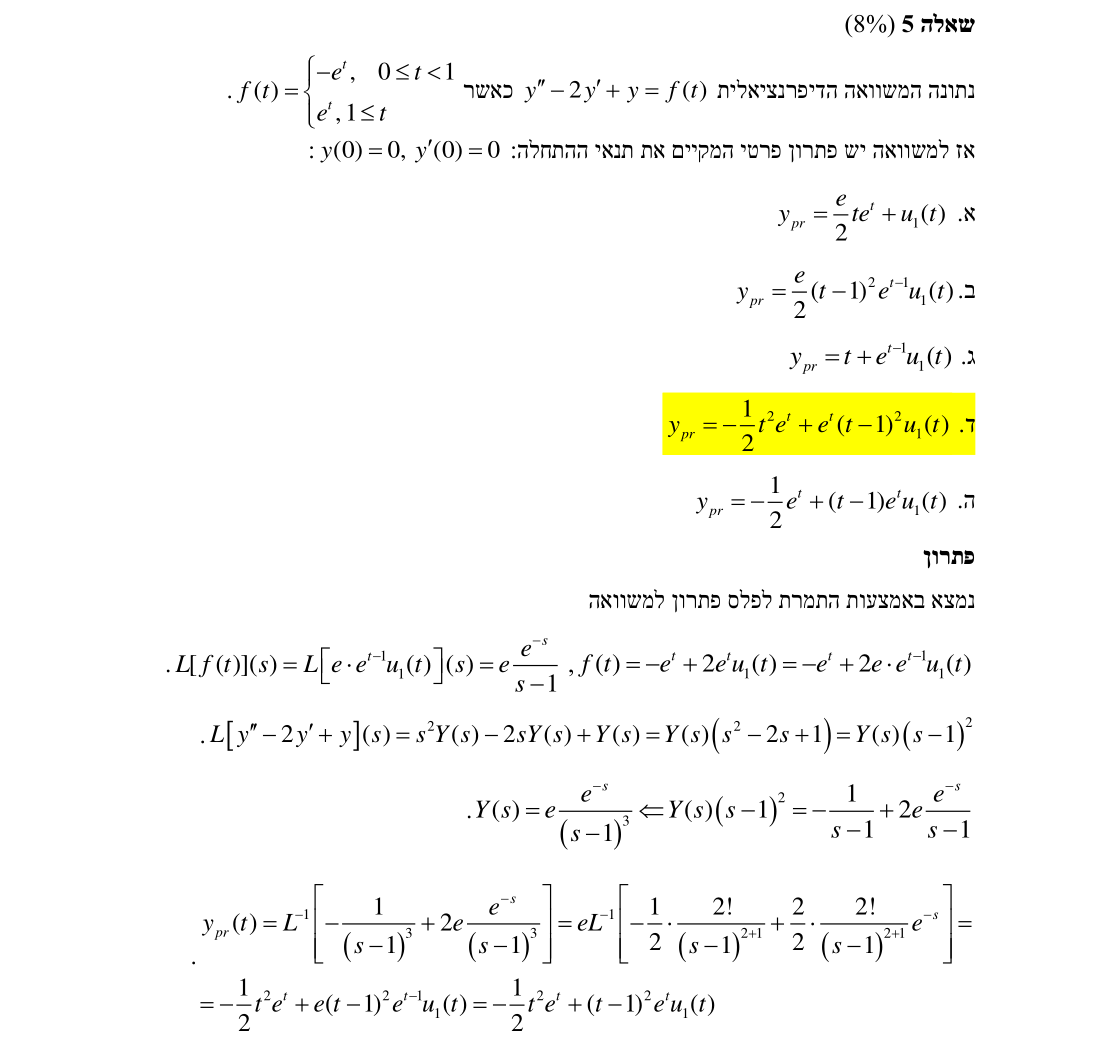 שאלה 5 (8%)
נתונה המשוואה הדיפרנציאלית y″ − 2y′ + y = f(t) כאשר f(t) = { −e^t, 0 ≤ t < 1 ; e^t, 1 ≤ t .
אז למשוואה יש פתרון פרטי המקיים את תנאי ההתחלה: y(0) = 0, y′(0) = 0 :
א. y_pr = (e/2)te^t + u_1(t)
ב. y_pr = (e/2)(t−1)^2 e^{t−1} u_1(t)
ג. y_pr = t + e^{t−1} u_1(t)
ד. y_pr = −(1/2)t^2 e^t + e^t (t−1)^2 u_1(t)
ה. y_pr = −(1/2)e^t + (t−1)e^t u_1(t)
פתרון
נמצא באמצעות התמרת לפלס פתרון למשוואה
f(t) = −e^t + 2e^t u_1(t) = −e^t + 2e·e^{t−1} u_1(t) , L[f(t)](s) = L[e·e^{t−1} u_1(t)](s) = e e^{−s}/(s−1) .
L[y″ − 2y′ + y](s) = s^2 Y(s) − 2sY(s) + Y(s) = Y(s)(s^2 − 2s + 1) = Y(s)(s−1)^2 .
Y(s)(s−1)^2 = −1/(s−1) + 2e e^{−s}/(s−1) ⇐ Y(s) = e e^{−s}/(s−1)^3 .
y_pr(t) = L^{−1}[−1/(s−1)^3 + 2e e^{−s}/(s−1)^3] = eL^{−1}[−(1/2)·2!/(s−1)^{2+1} + (2/2)·2!/(s−1)^{2+1} e^{−s}] =
= −(1/2)t^2 e^t + e(t−1)^2 e^{t−1} u_1(t) = −(1/2)t^2 e^t + (t−1)^2 e^t u_1(t) .